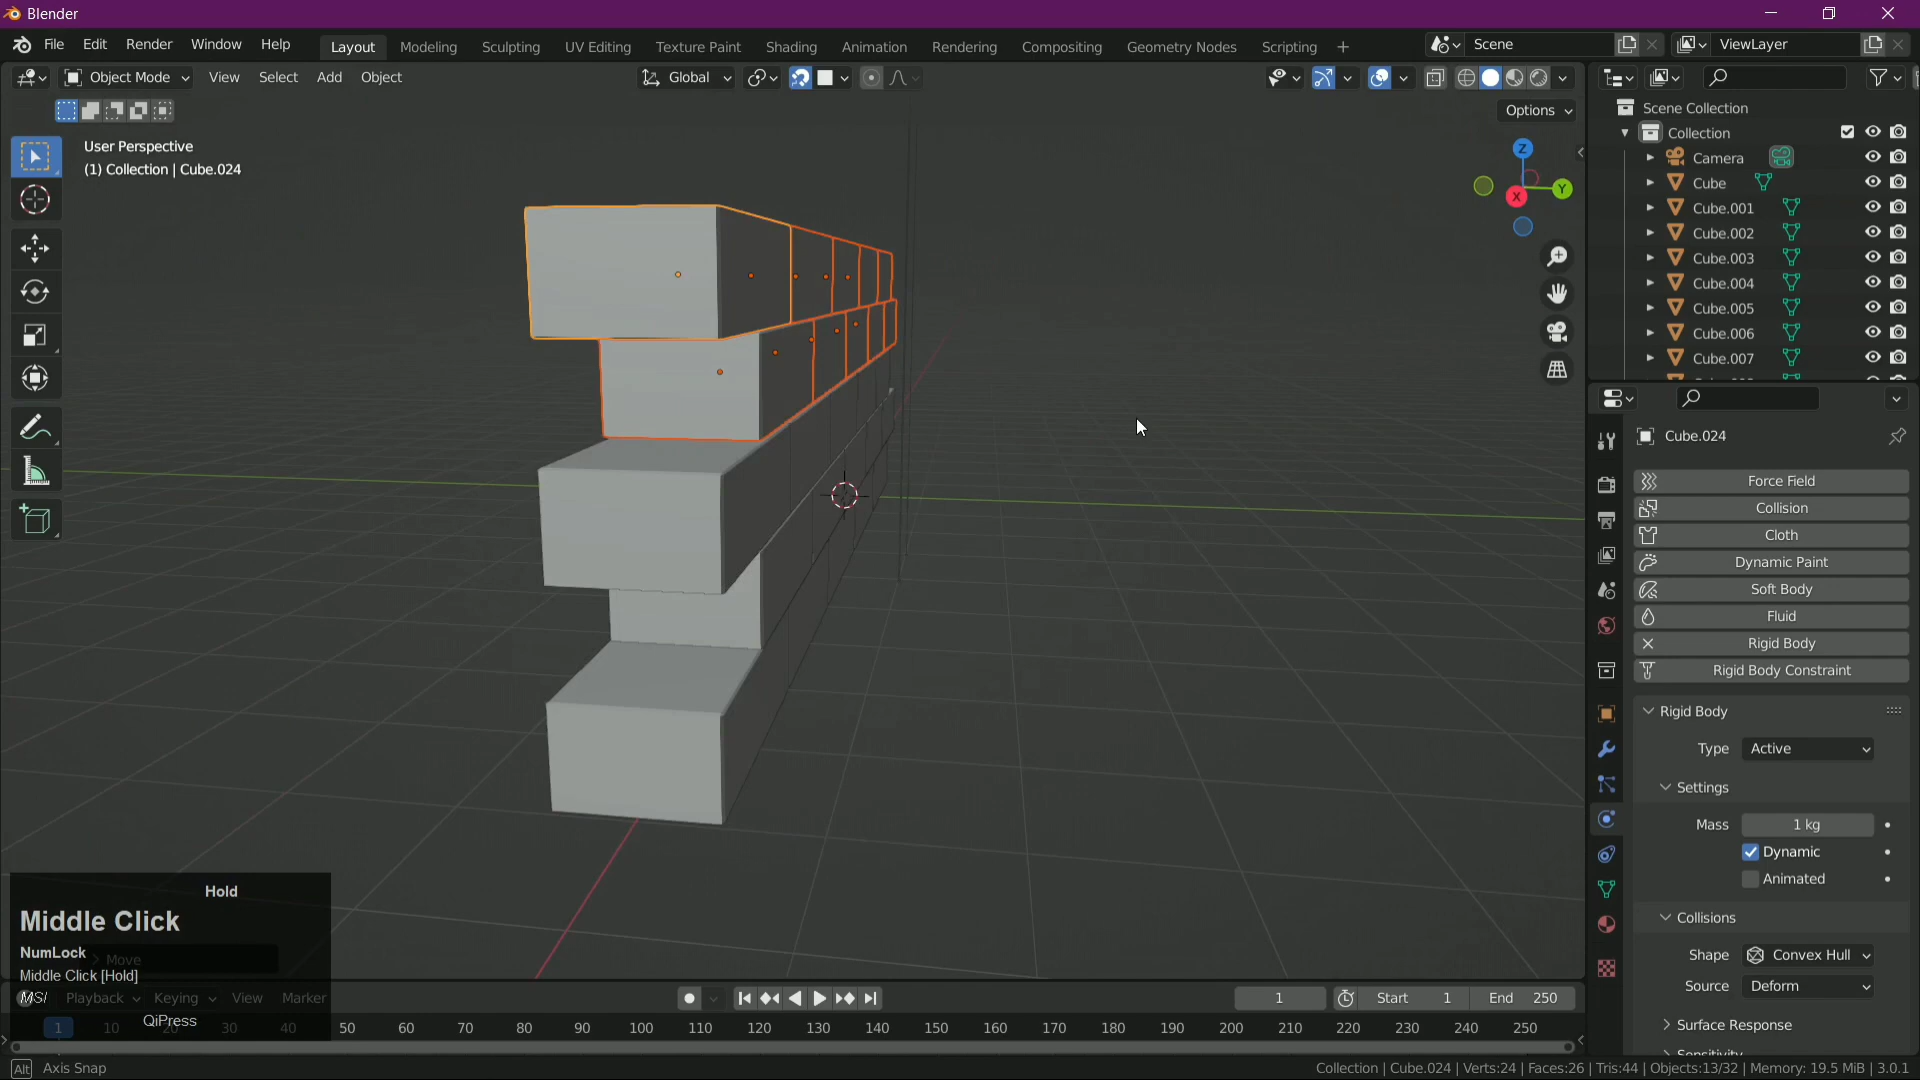 Blender
File Edit Render Window Help Layout Modeling Sculpting UV Editing Texture Paint Shading Animation Rendering Compositing Geometry Nodes Scripting + Scene ViewLayer
Object Mode View Select Add Object Global
Options
User Perspective
(1) Collection | Cube.024
Z
Y
X
Scene Collection
Collection
Camera
Cube
Cube.001
Cube.002
Cube.003
Cube.004
Cube.005
Cube.006
Cube.007
Cube.024
Force Field
Collision
Cloth
Dynamic Paint
Soft Body
Fluid
Rigid Body
Rigid Body Constraint
Rigid Body
Type Active
Settings
Mass 1 kg
Dynamic
Animated
Collisions
Shape Convex Hull
Source Deform
Surface Response
Sensitivity
Hold
Middle Click
NumLock
Move
Middle Click [Hold]
MSI
QiPress
Playback Keying View Marker 1 Start 1 End 250
1 10 20 30 40 50 60 70 80 90 100 110 120 130 140 150 160 170 180 190 200 210 220 230 240 250
Alt Axis Snap
Collection | Cube.024 | Verts:24 | Faces:26 | Tris:44 | Objects:13/32 | Memory: 19.5 MiB | 3.0.1